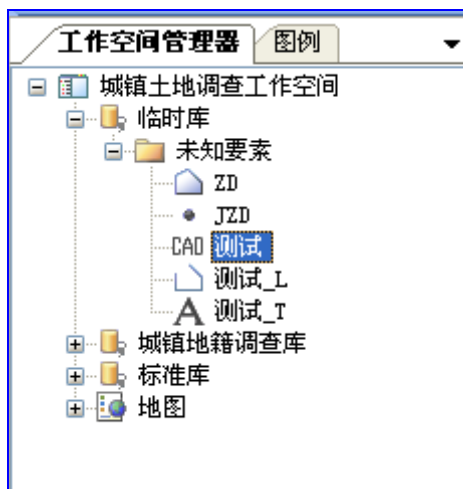 工作空间管理器 图例
城镇土地调查工作空间
临时库
未知要素
ZD
JZD
CAD 测试
测试_L
A 测试_T
城镇地籍调查库
标准库
地图